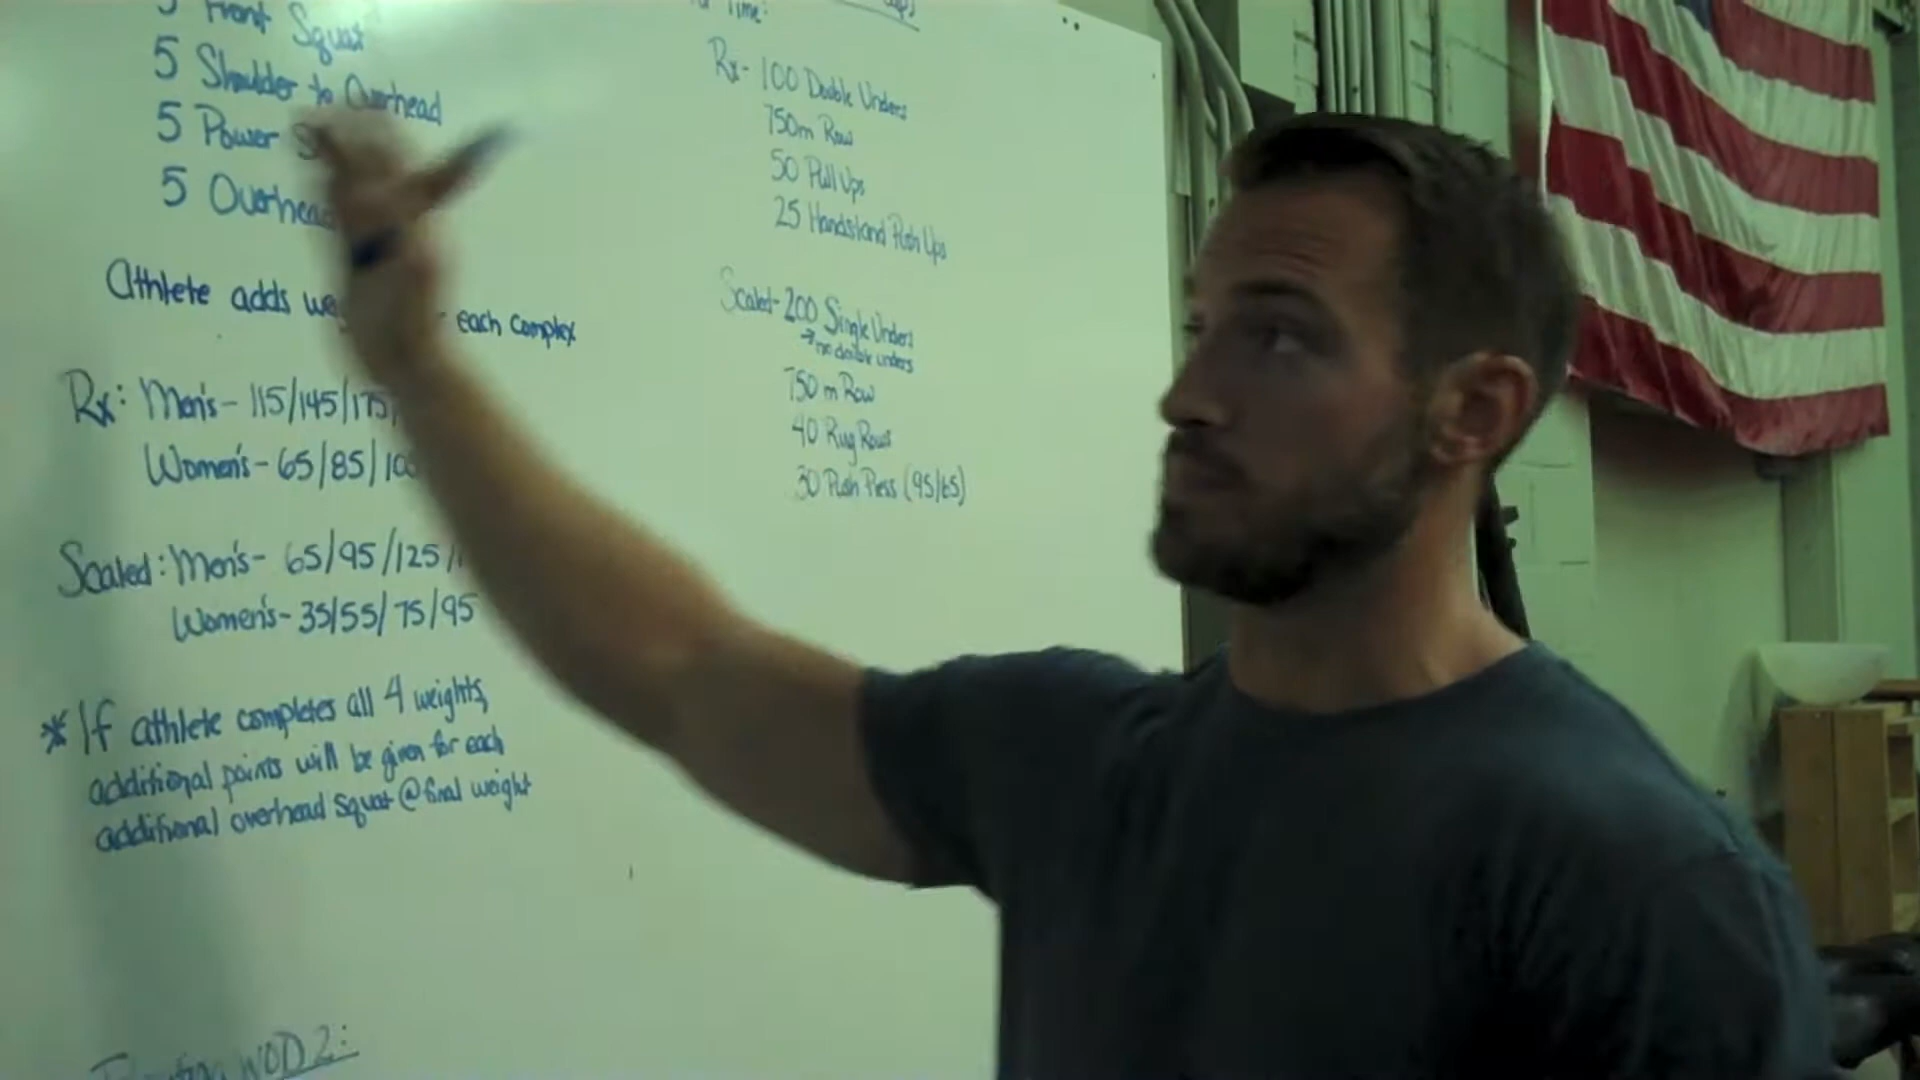 Front Squat
5 Shoulder to Overhead
5 Power
5 Overhead
Athlete adds each complex
Rx: Men's - 115/145/175/
Women's - 65/85/10
Scaled: Men's - 65/95/125/
Women's - 35/55/75/95
*If athlete completes all 4 weights,
additional points will be given for each
additional overhead squat @ final weight
WOD 2:
Time:
Rx - 100 Double Unders
750m Row
50 Pull Ups
25 Handstand Push Ups
Scaled - 200 Single Unders
→ no double unders
750 m Row
40 Ring Rows
30 Push Press (95/65)